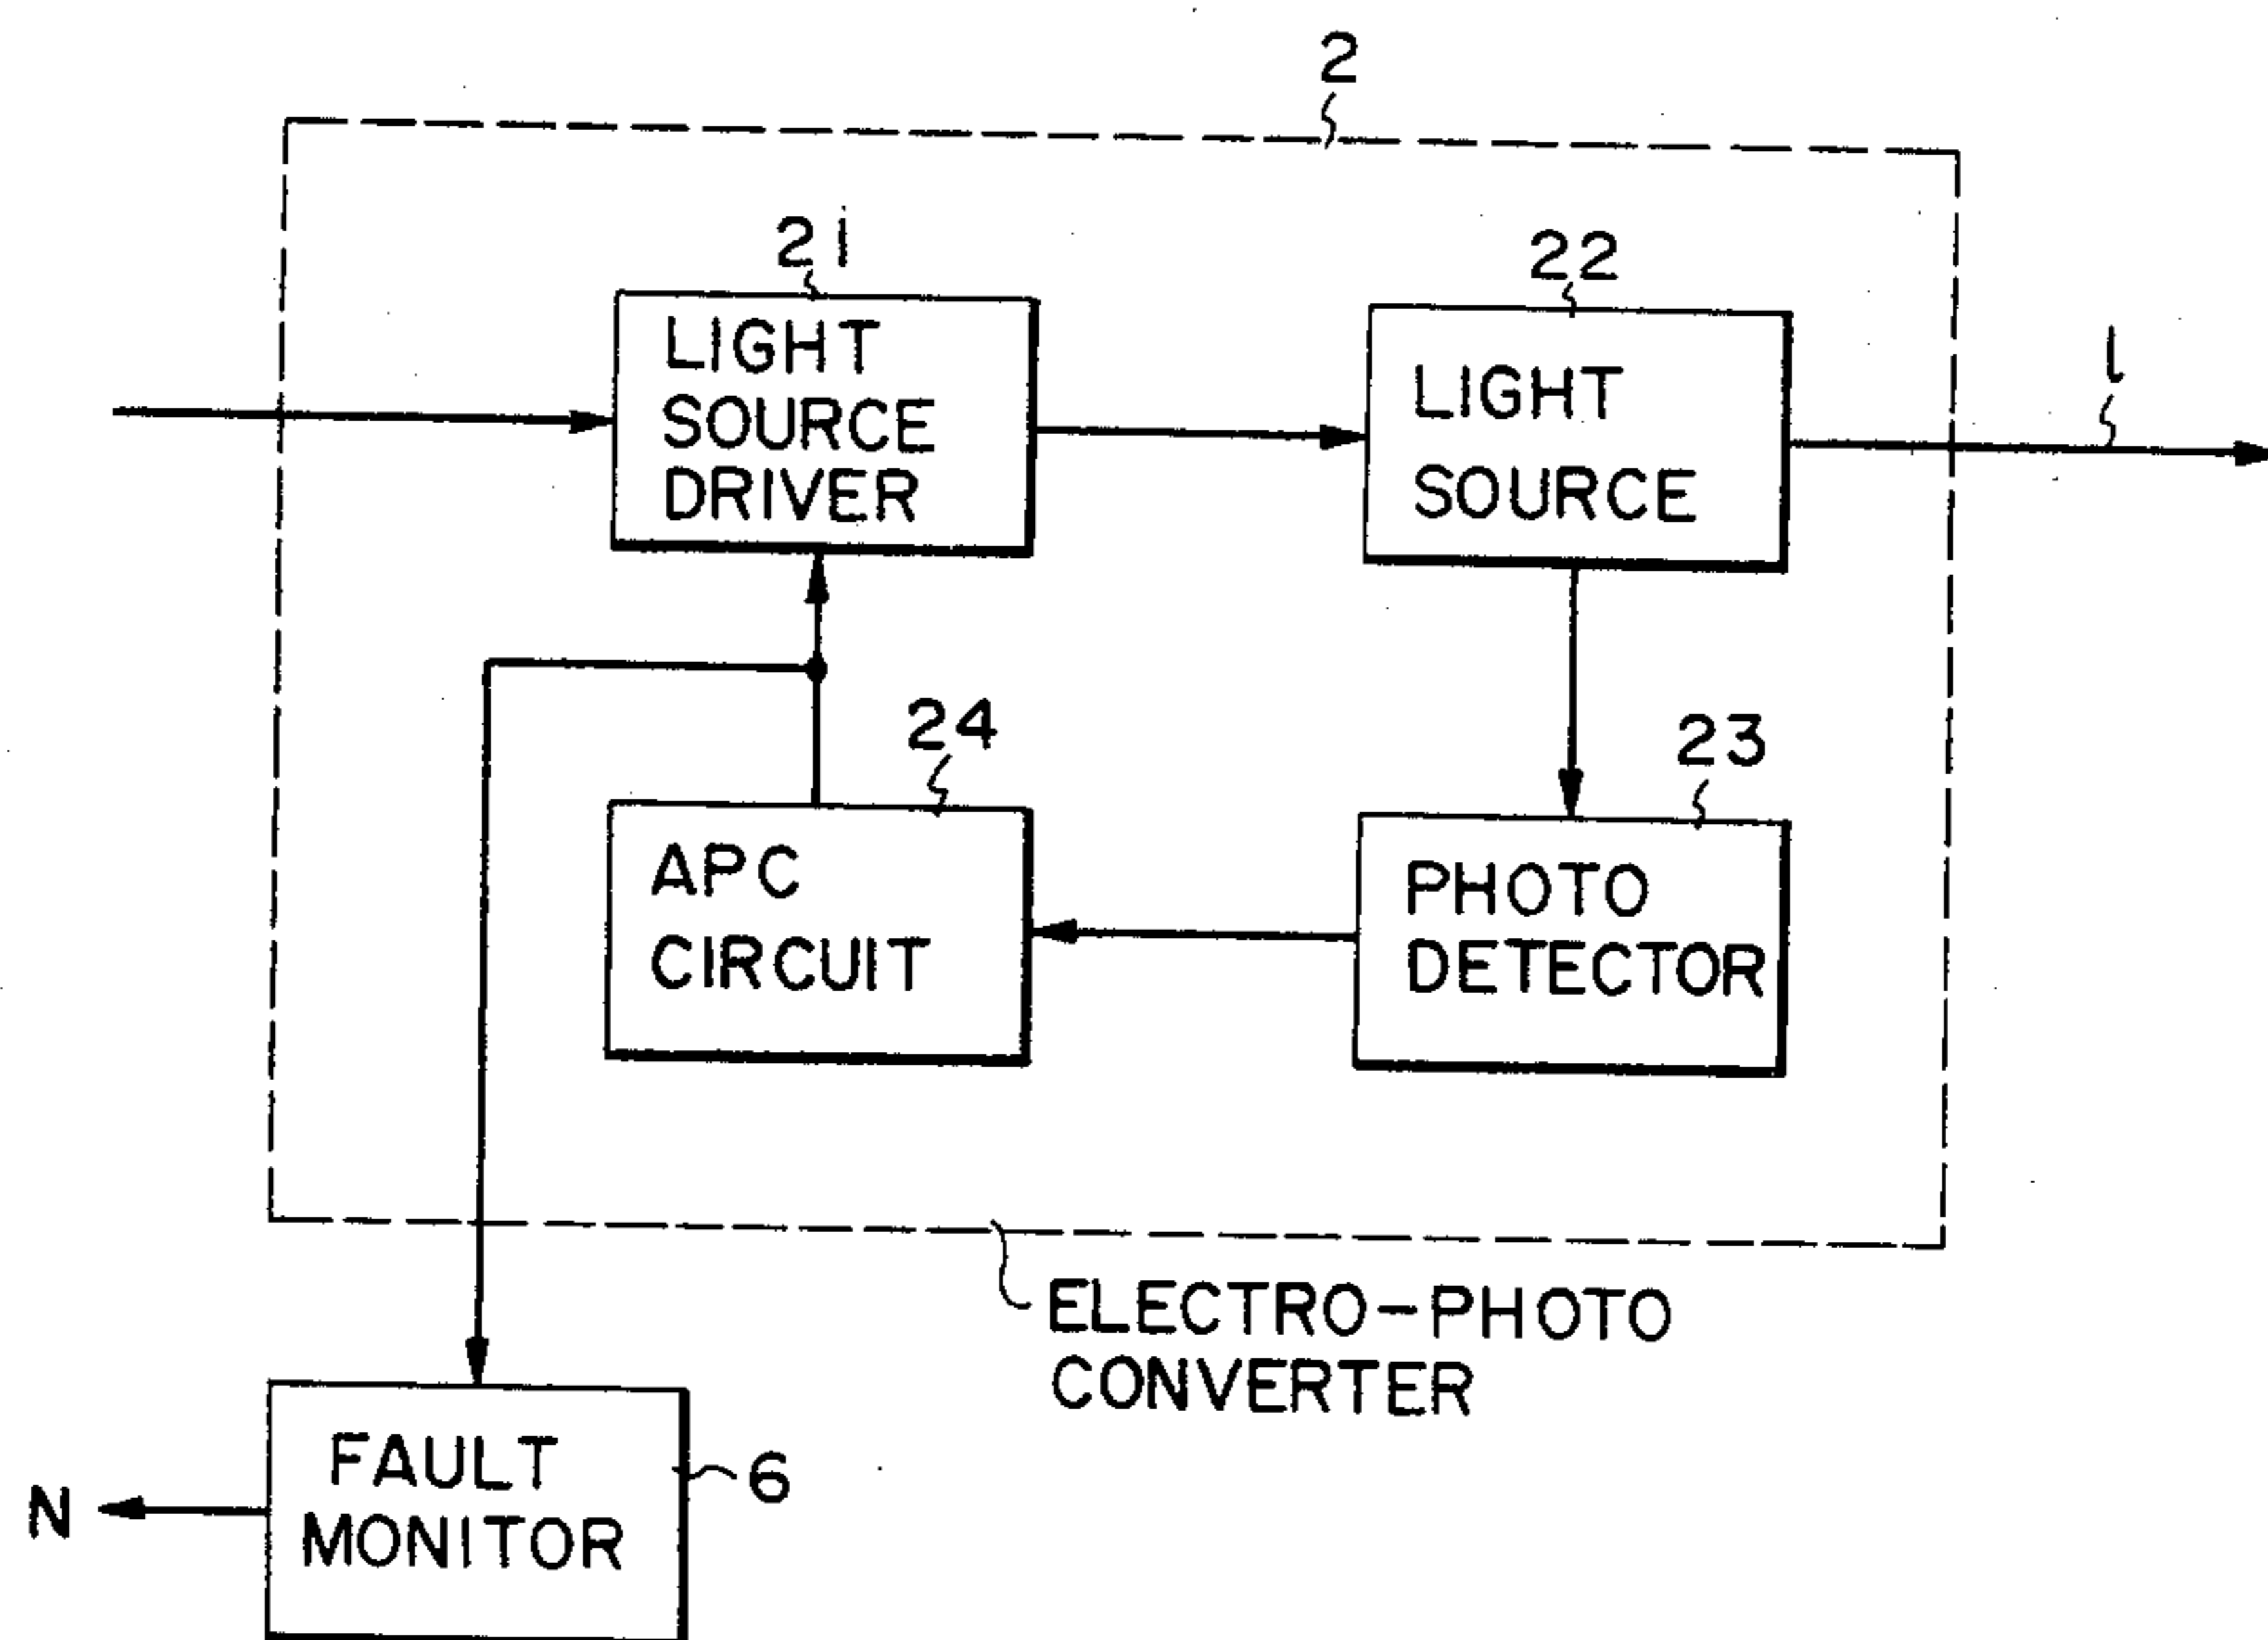 2
21
22
LIGHT
SOURCE
DRIVER
LIGHT
SOURCE
l
24
23
APC
CIRCUIT
PHOTO
DETECTOR
ELECTRO-PHOTO
CONVERTER
FAULT
MONITOR
6
N